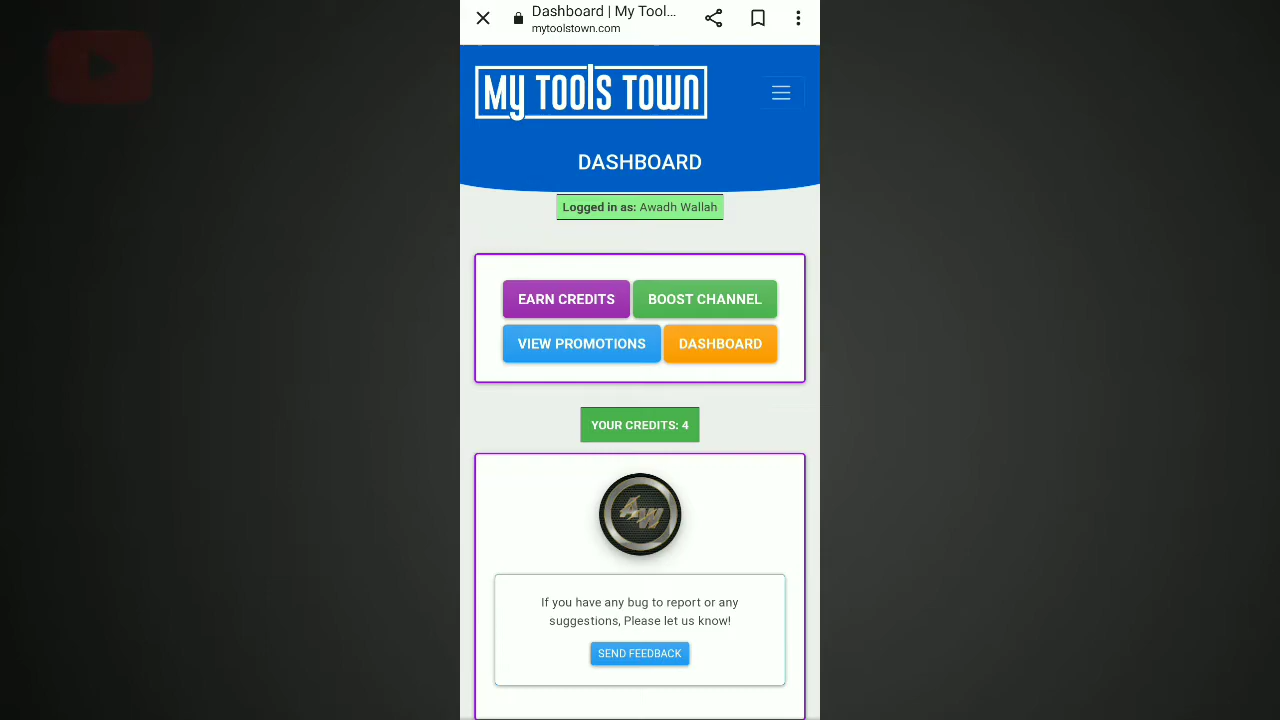 Dashboard | My Tool...
mytoolstown.com
My TOOLS TOWN
DASHBOARD
Logged in as: Awadh Wallah
EARN CREDITS
BOOST CHANNEL
VIEW PROMOTIONS
DASHBOARD
YOUR CREDITS: 4
AW
If you have any bug to report or any
suggestions, Please let us know!
SEND FEEDBACK